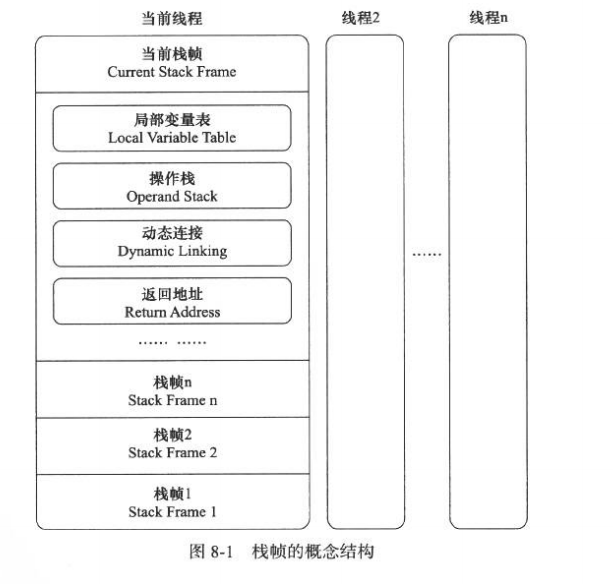 当前线程
线程2
线程n
当前栈帧
Current Stack Frame
局部变量表
Local Variable Table
操作栈
Operand Stack
动态连接
Dynamic Linking
返回地址
Return Address
…… ……
……
栈帧n
Stack Frame n
栈帧2
Stack Frame 2
栈帧1
Stack Frame 1
图 8-1 栈帧的概念结构